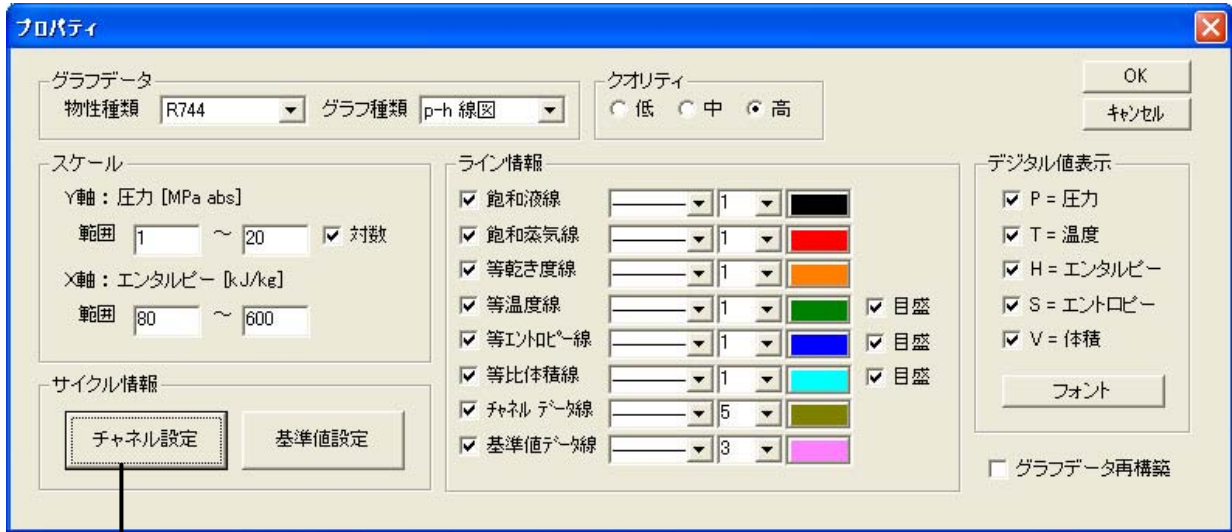 プロパティ
グラフデータ
物性種類 R744 グラフ種類 p-h 線図
クオリティ
低 中 高
OK
キャンセル
スケール
Y軸：圧力 [MPa abs]
範囲 1 ～ 20 対数
X軸：エンタルピー [kJ/kg]
範囲 80 ～ 600
サイクル情報
チャネル設定 基準値設定
ライン情報
飽和液線 1
飽和蒸気線 1
等乾き度線 1
等温度線 1 目盛
等エントロピー線 1 目盛
等比体積線 1 目盛
チャネル データ線 5
基準値データ線 3
デジタル値表示
P = 圧力
T = 温度
H = エンタルピー
S = エントロピー
V = 体積
フォント
グラフデータ再構築